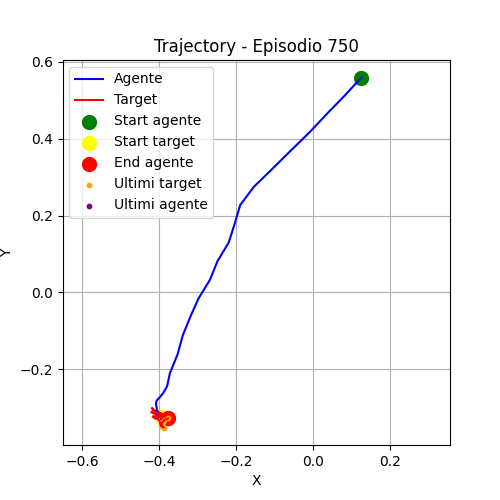 Trajectory - Episodio 750
Agente
Target
Start agente
Start target
End agente
Ultimi target
Ultimi agente
0.6
0.4
0.2
0.0
−0.2
Y
−0.6
−0.4
−0.2
0.0
0.2
X